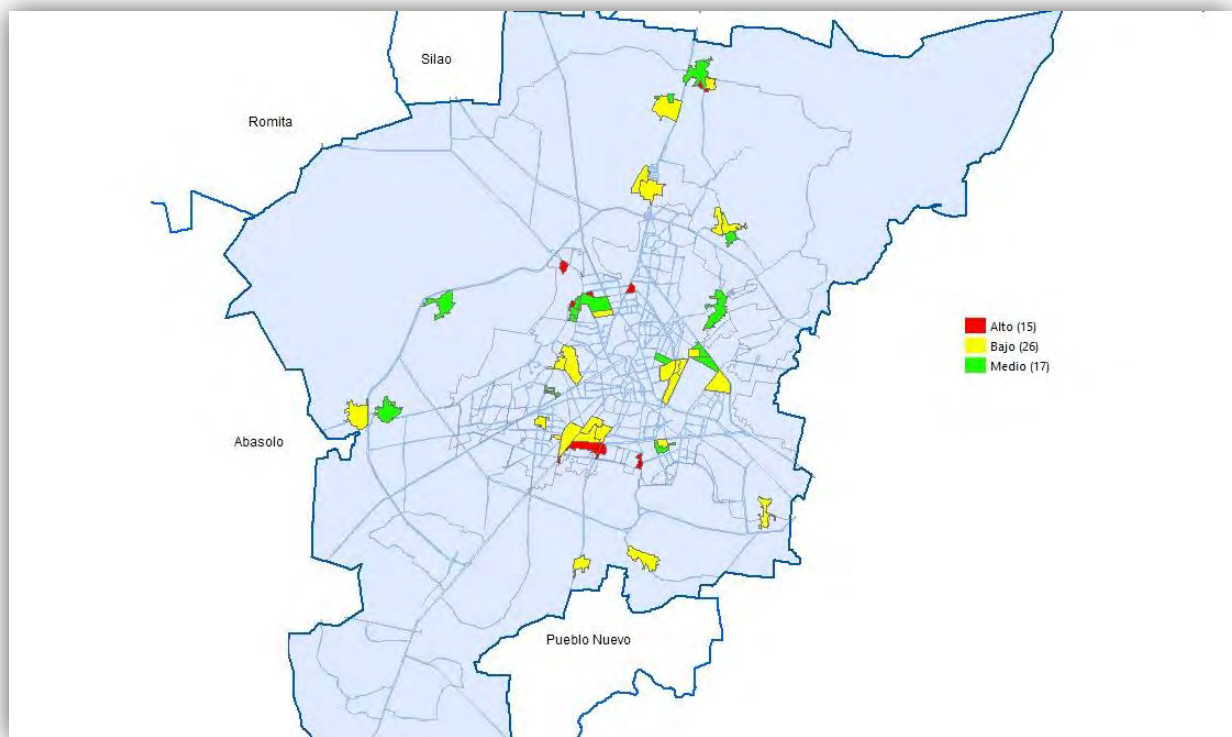 Silao
Romita
Alto (15)
Bajo (26)
Medio (17)
Abasolo
Pueblo Nuevo